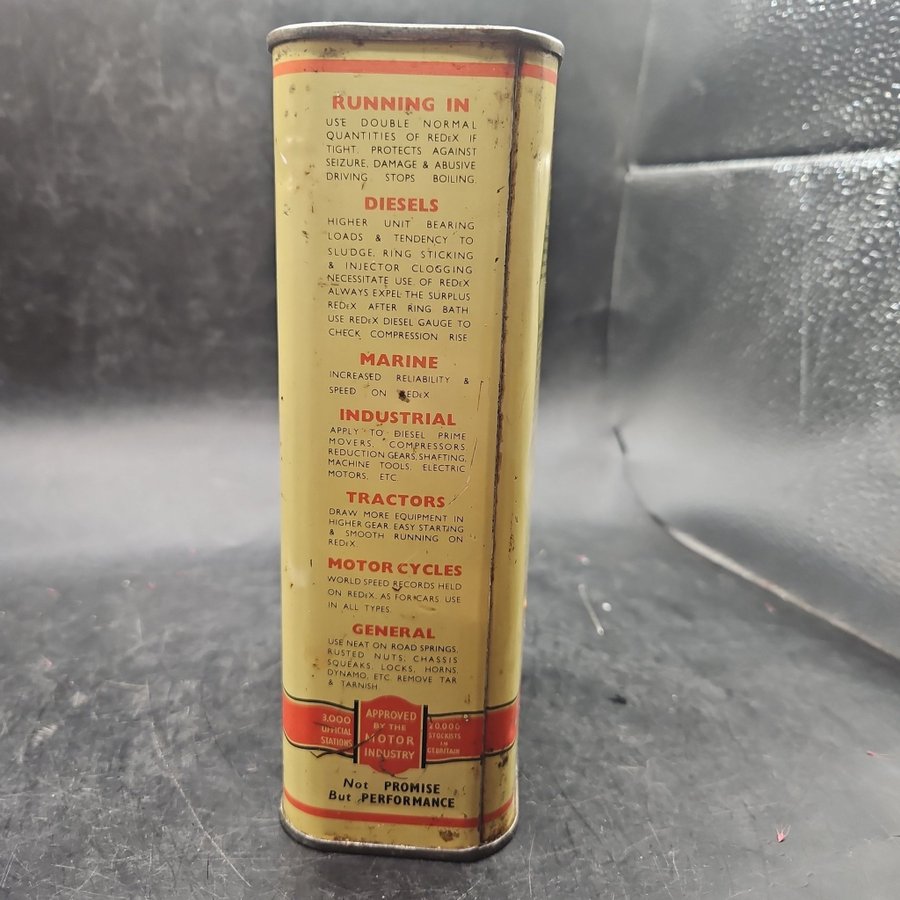 RUNNING IN
USE DOUBLE NORMAL
QUANTITIES OF REDEX IF
TIGHT. PROTECTS AGAINST
SEIZURE, DAMAGE & ABUSIVE
DRIVING STOPS BOILING.
DIESELS
HIGHER UNIT BEARING
LOADS & TENDENCY TO
SLUDGE, RING STICKING
& INJECTOR CLOGGING
NECESSITATE USE OF REDEX
ALWAYS EXPEL THE SURPLUS
REDEX AFTER RING BATH
USE REDEX DIESEL GAUGE TO
CHECK COMPRESSION RISE
MARINE
INCREASED RELIABILITY &
SPEED ON REDEX
INDUSTRIAL
APPLY TO DIESEL PRIME
MOVERS, COMPRESSORS,
REDUCTION GEARS, SHAFTING,
MACHINE TOOLS, ELECTRIC
MOTORS, ETC.
TRACTORS
DRAW MORE EQUIPMENT IN
HIGHER GEAR. EASY STARTING
& SMOOTH RUNNING ON
REDEX.
MOTOR CYCLES
WORLD SPEED RECORDS HELD
ON REDEX. AS FOR CARS USE
IN ALL TYPES.
GENERAL
USE NEAT ON ROAD SPRINGS,
RUSTED NUTS, CHASSIS
SQUEAKS, LOCKS, HORNS,
DYNAMO, ETC. REMOVE TAR
& TARNISH
3,000
OFFICIAL
STATIONS
APPROVED
BY THE
MOTOR
INDUSTRY
20,000
STOCKISTS
IN
GT BRITAIN
Not PROMISE
But PERFORMANCE